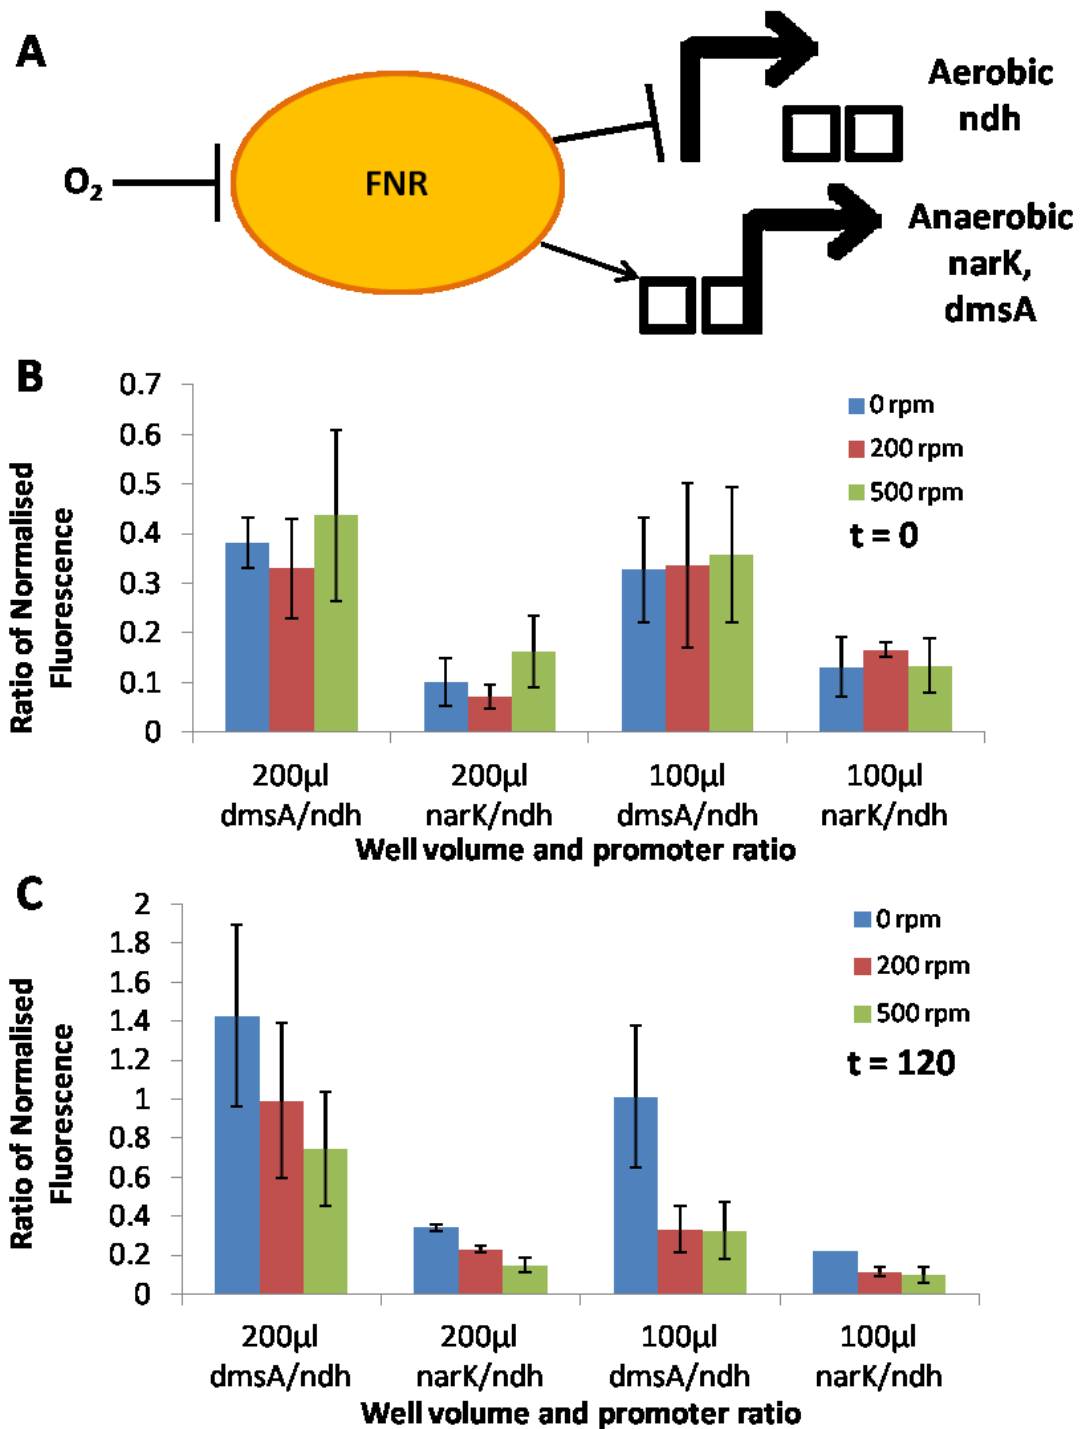 A
O₂
FNR
Aerobic
ndh
Anaerobic
narK,
dmsA
B
Ratio of Normalised
Fluorescence
0.7
0.6
0.5
0.4
0.3
0.2
0.1
0
0 rpm
200 rpm
500 rpm
t = 0
200µl
dmsA/ndh
200µl
narK/ndh
100µl
dmsA/ndh
100µl
narK/ndh
Well volume and promoter ratio
C
Ratio of Normalised
Fluorescence
2
1.8
1.6
1.4
1.2
1
0.8
0.6
0.4
0.2
0
0 rpm
200 rpm
500 rpm
t = 120
200µl
dmsA/ndh
200µl
narK/ndh
100µl
dmsA/ndh
100µl
narK/ndh
Well volume and promoter ratio